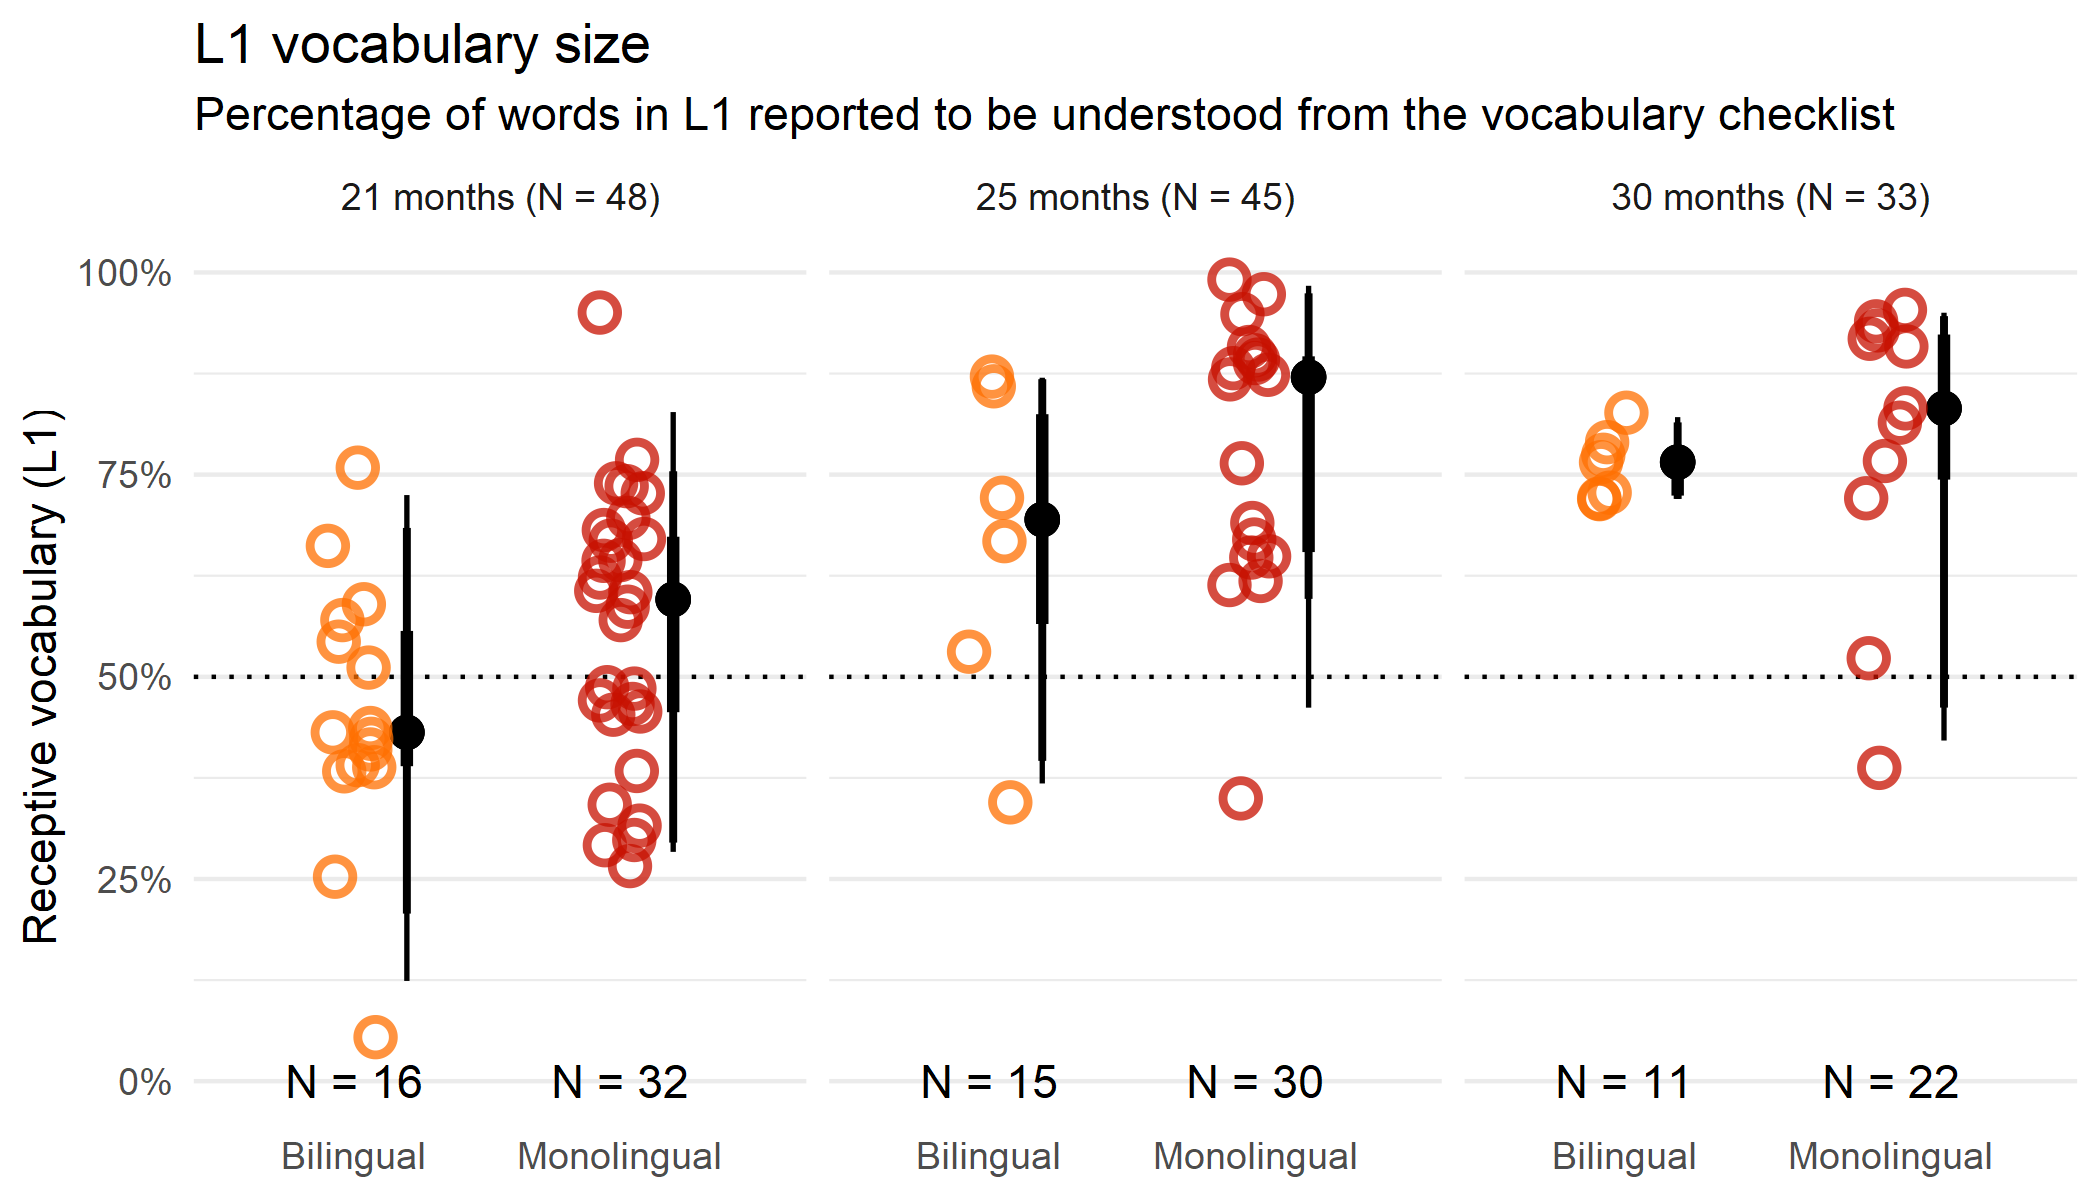 L1 vocabulary size
Percentage of words in L1 reported to be understood from the vocabulary checklist
21 months (N = 48)
25 months (N = 45)
30 months (N = 33)
Receptive vocabulary (L1)
100%
75%
50%
25%
0%
N = 16
N = 32
N = 15
N = 30
N = 11
N = 22
Bilingual
Monolingual
Bilingual
Monolingual
Bilingual
Monolingual